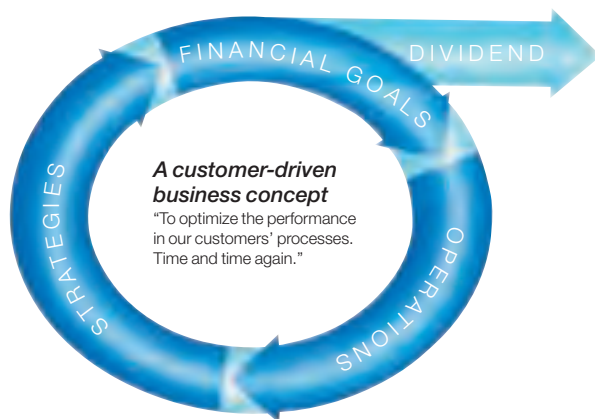 FINANCIAL GOALS
DIVIDEND
STRATEGIES
A customer-driven
business concept
“To optimize the performance
in our customers’ processes.
Time and time again.”
OPERATIONS